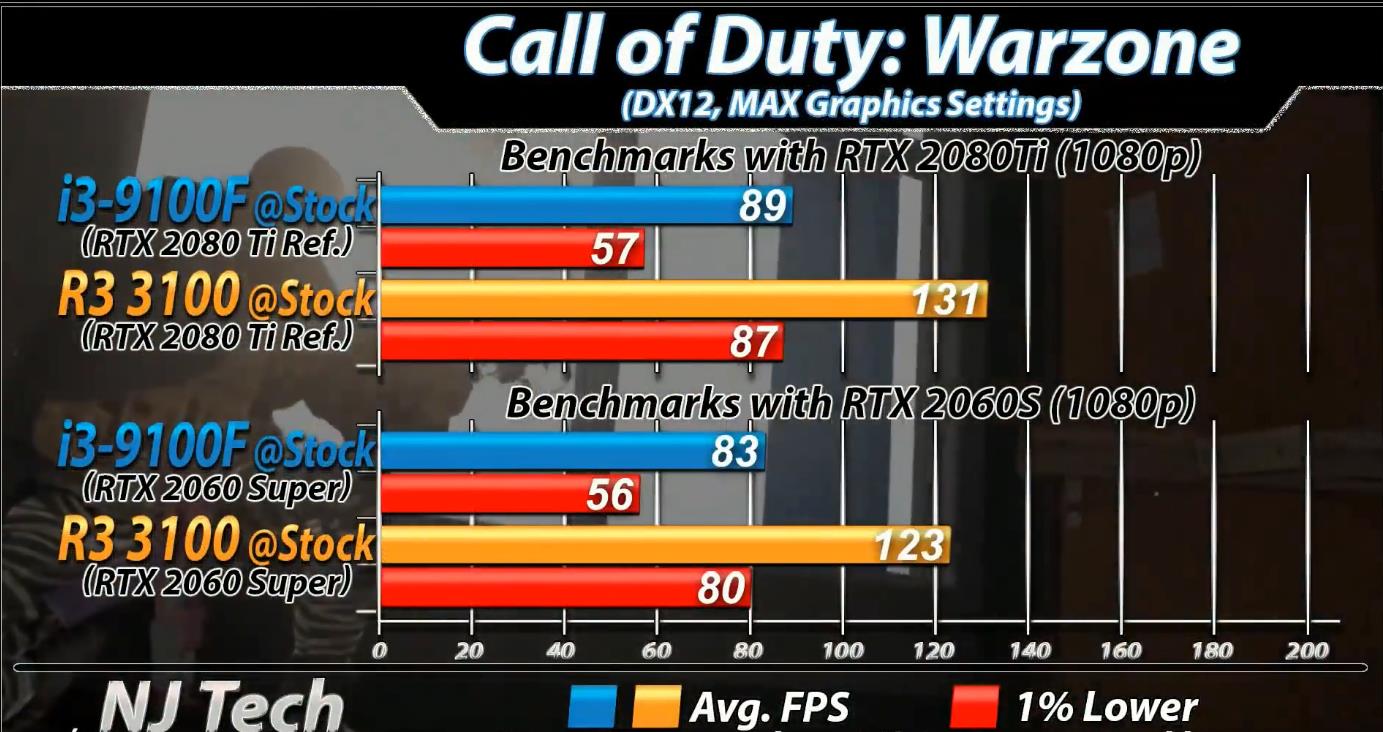 Call of Duty: Warzone
(DX12, MAX Graphics Settings)
Benchmarks with RTX 2080Ti (1080p)
i3-9100F @Stock
(RTX 2080 Ti Ref.)
89
57
R3 3100 @Stock
(RTX 2080 Ti Ref.)
131
87
Benchmarks with RTX 2060S (1080p)
i3-9100F @Stock
(RTX 2060 Super)
83
56
R3 3100 @Stock
(RTX 2060 Super)
123
80
0 20 40 60 80 100 120 140 160 180 200
NJ Tech
Avg. FPS
1% Lower